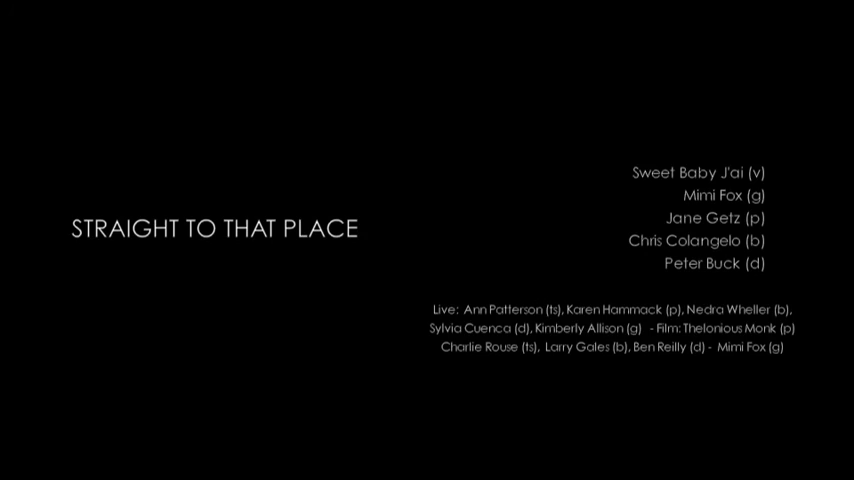 STRAIGHT TO THAT PLACE
Sweet Baby J'ai (v)
Mimi Fox (g)
Jane Getz (p)
Chris Colangelo (b)
Peter Buck (d)
Live: Ann Patterson (ts), Karen Hammack (p), Nedra Wheller (b),
Sylvia Cuenca (d), Kimberly Allison (g) - Film: Thelonious Monk (p)
Charlie Rouse (ts), Larry Gales (b), Ben Reilly (d) - Mimi Fox (g)